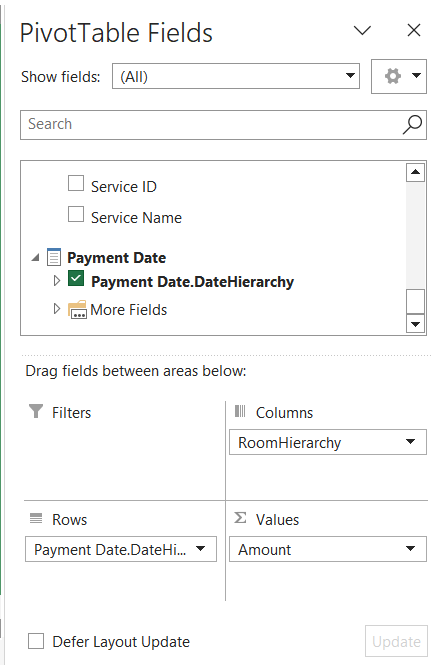 PivotTable Fields
Show fields: (All)
Search
Service ID
Service Name
Payment Date
Payment Date.DateHierarchy
More Fields
Drag fields between areas below:
Filters
Columns
RoomHierarchy
Rows
Σ Values
Payment Date.DateHi...
Amount
Defer Layout Update
Update